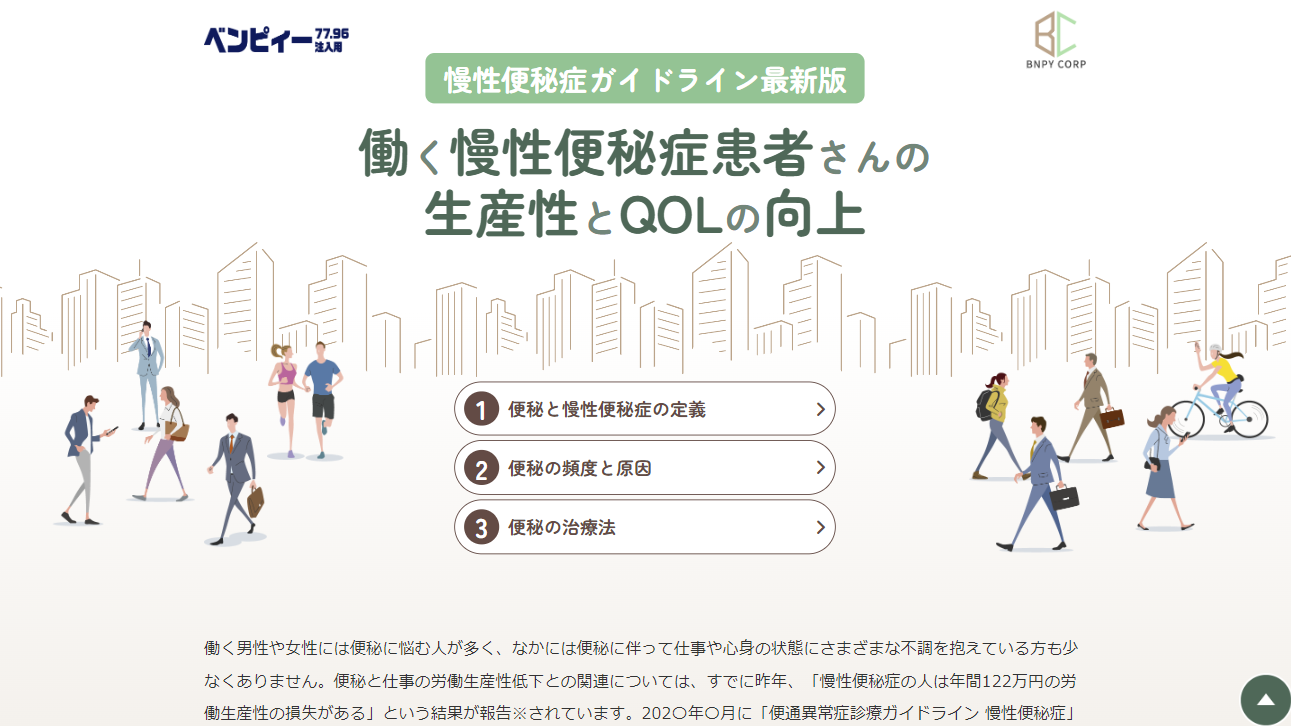 ベンピィー 77.96
注入用
BNPY CORP
慢性便秘症ガイドライン最新版
働く慢性便秘症患者さんの
生産性とQOLの向上
1 便秘と慢性便秘症の定義
2 便秘の頻度と原因
3 便秘の治療法
働く男性や女性には便秘に悩む人が多く、なかには便秘に伴って仕事や心身の状態にさまざまな不調を抱えている方も少
なくありません。便秘と仕事の労働生産性低下との関連については、すでに昨年、「慢性便秘症の人は年間122万円の労
働生産性の損失がある」という結果が報告※されています。202〇年〇月に「便通異常症診療ガイドライン 慢性便秘症」